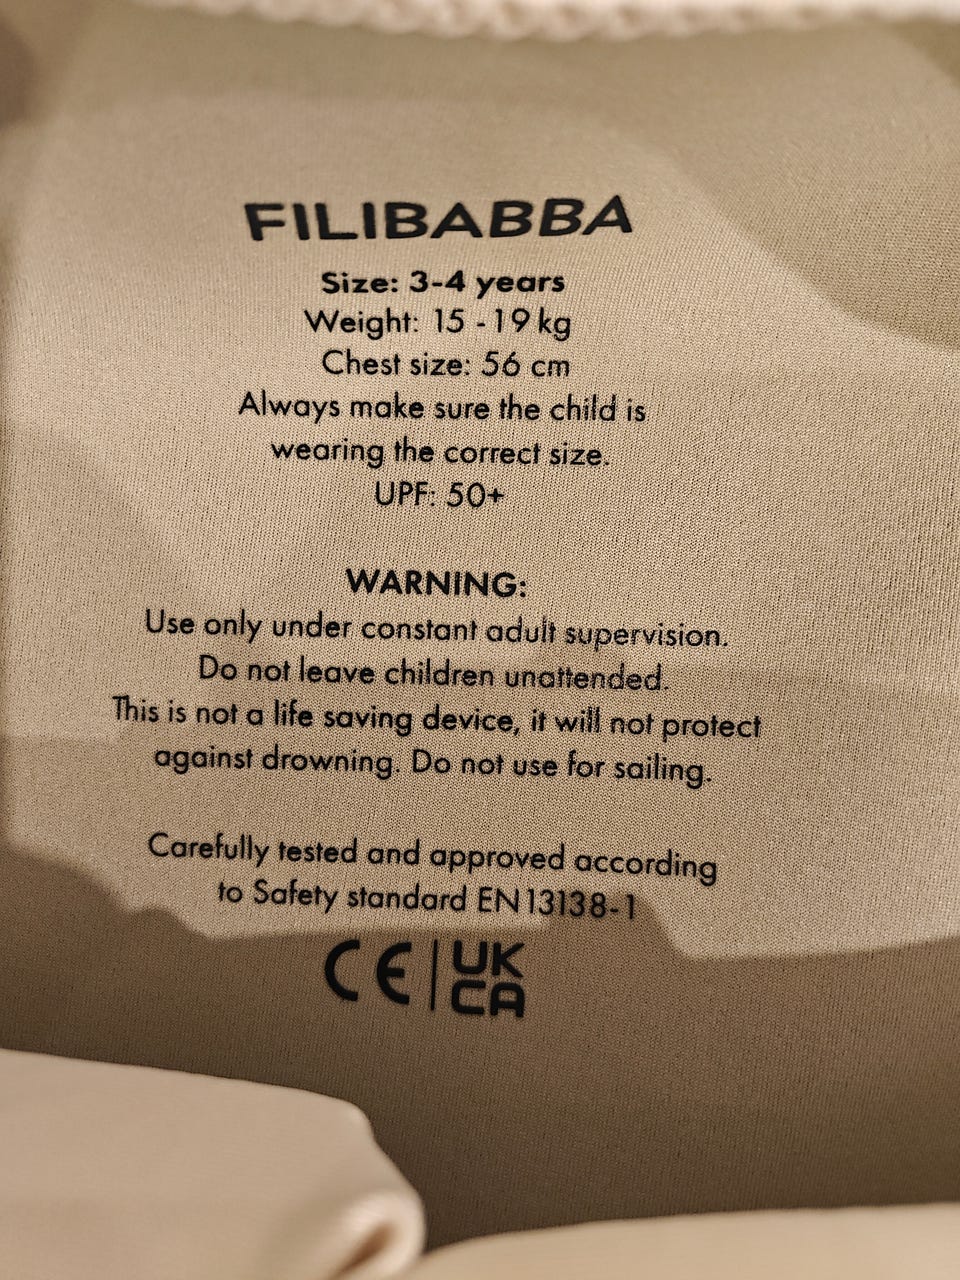 FILIBABBA
Size: 3-4 years
Weight: 15 -19 kg
Chest size: 56 cm
Always make sure the child is
wearing the correct size.
UPF: 50+
WARNING:
Use only under constant adult supervision.
Do not leave children unattended.
This is not a life saving device, it will not protect
against drowning. Do not use for sailing.
Carefully tested and approved according
to Safety standard EN 13138-1
CE | UK
CA